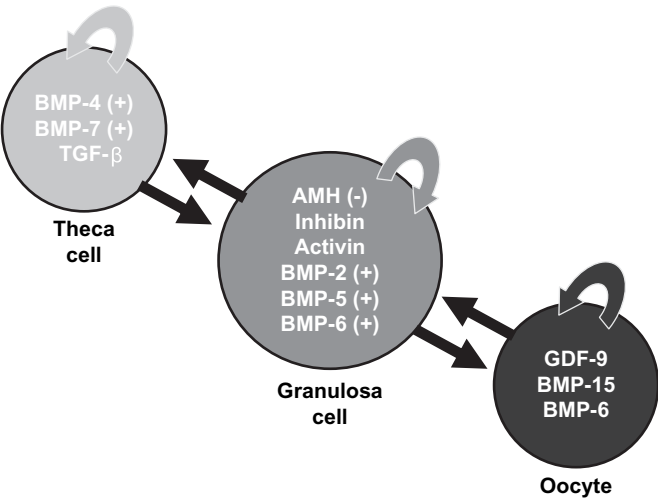 BMP-4 (+)
BMP-7 (+)
TGF-β
Theca
cell
AMH (-)
Inhibin
Activin
BMP-2 (+)
BMP-5 (+)
BMP-6 (+)
Granulosa
cell
GDF-9
BMP-15
BMP-6
Oocyte